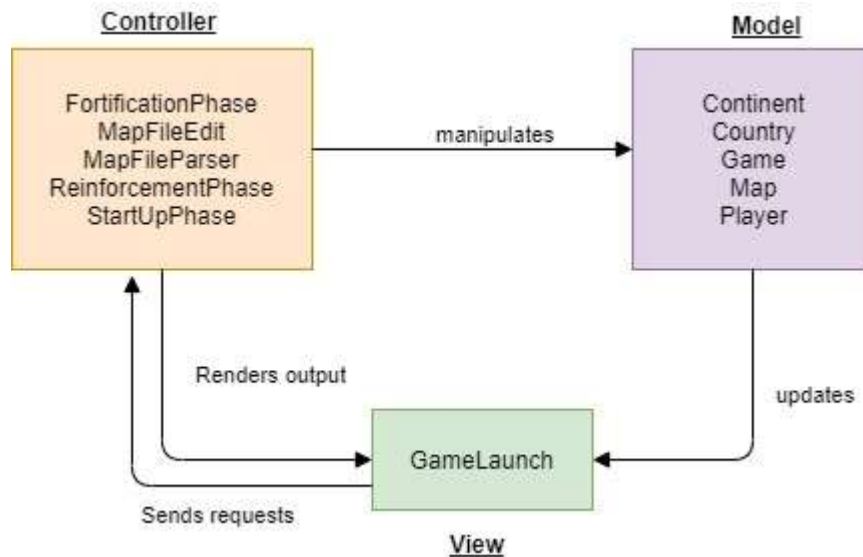 Controller
Model
FortificationPhase
MapFileEdit
MapFileParser
ReinforcementPhase
StartUpPhase
manipulates
Continent
Country
Game
Map
Player
Renders output
updates
GameLaunch
Sends requests
View